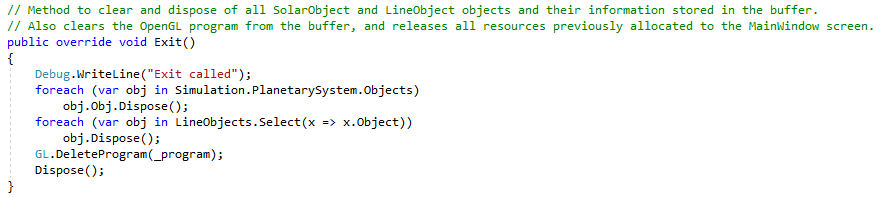 // Method to clear and dispose of all SolarObject and LineObject objects and their information stored in the buffer.
// Also clears the OpenGL program from the buffer, and releases all resources previously allocated to the MainWindow screen.
public override void Exit()
{
    Debug.WriteLine("Exit called");
    foreach (var obj in Simulation.PlanetarySystem.Objects)
        obj.Obj.Dispose();
    foreach (var obj in LineObjects.Select(x => x.Object))
        obj.Dispose();
    GL.DeleteProgram(_program);
    Dispose();
}